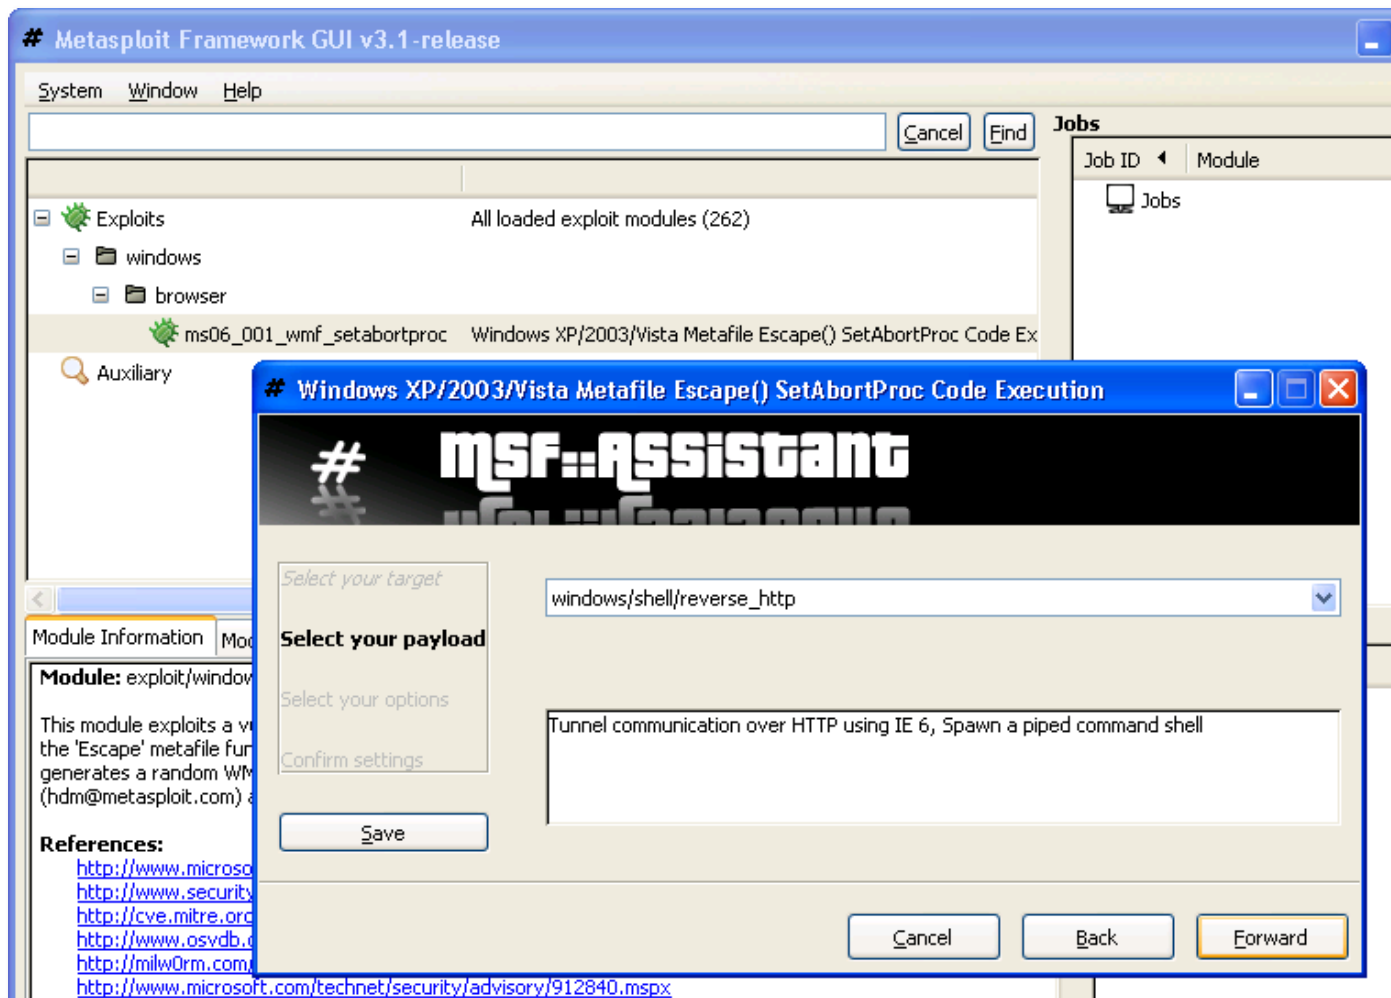 # Metasploit Framework GUI v3.1-release
System Window Help
Cancel Find
Jobs
Job ID Module
Jobs
Exploits All loaded exploit modules (262)
windows
browser
ms06_001_wmf_setabortproc Windows XP/2003/Vista Metafile Escape() SetAbortProc Code Ex
Auxiliary
# Windows XP/2003/Vista Metafile Escape() SetAbortProc Code Execution
# MSF::Assistant
Select your target
Select your payload
Select your options
Confirm settings
Save
windows/shell/reverse_http
Tunnel communication over HTTP using IE 6, Spawn a piped command shell
Cancel Back Forward
Module Information
Module: exploit/window
This module exploits a
the 'Escape' metafile
generates a random
(hdm@metasploit.com)
References:
http://www.microso
http://www.security
http://cve.mitre.org
http://www.osvdb.
http://milw0rm.com
http://www.microsoft.com/technet/security/advisory/912840.mspx